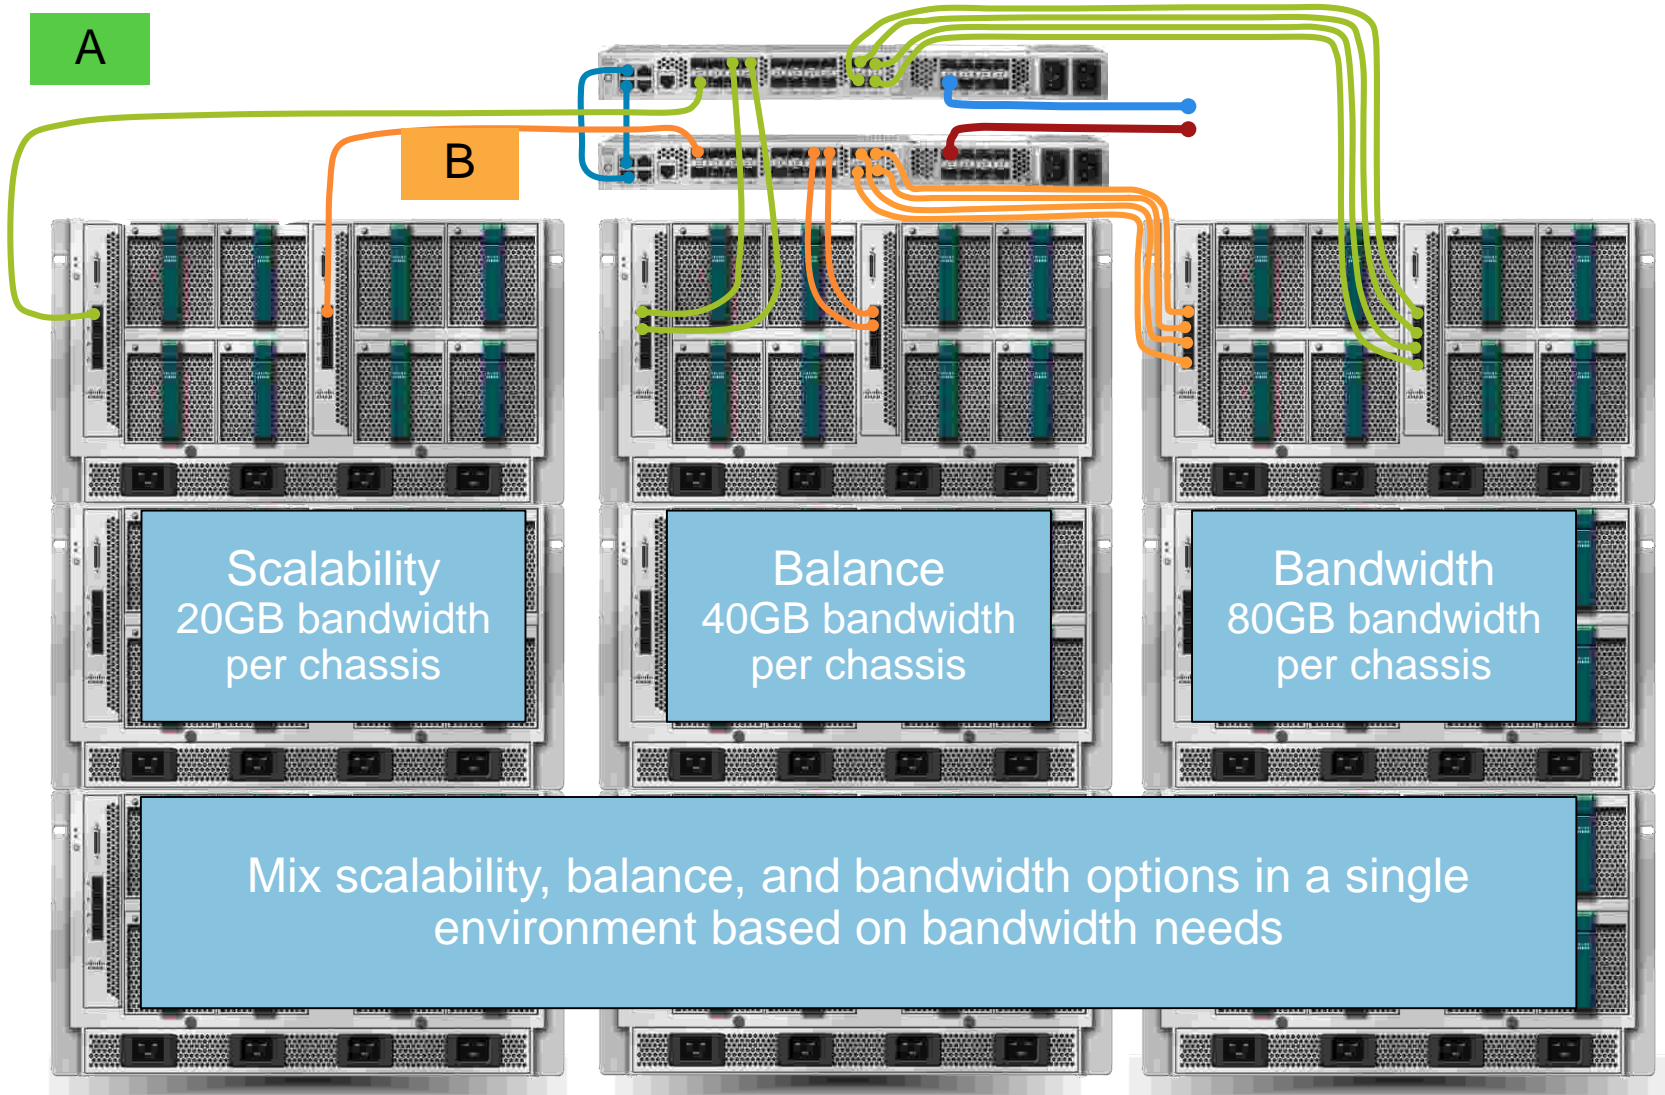 A
B
Scalability
20GB bandwidth
per chassis
Balance
40GB bandwidth
per chassis
Bandwidth
80GB bandwidth
per chassis
Mix scalability, balance, and bandwidth options in a single
environment based on bandwidth needs